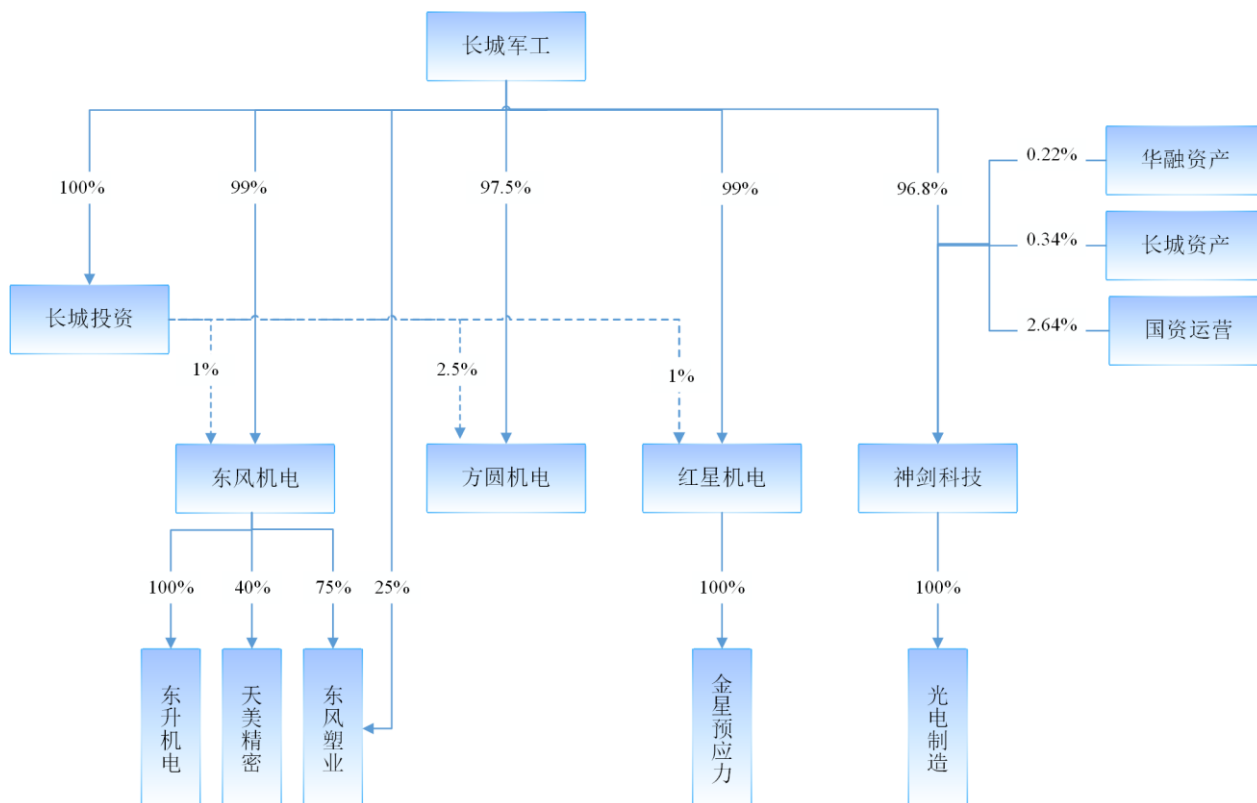 长城军工
0.22%
华融资产
100%
99%
97.5%
99%
96.8%
0.34%
长城资产
长城投资
2.64%
国资运营
1%
2.5%
1%
东风机电
方圆机电
红星机电
神剑科技
100%
40%
75%
25%
100%
100%
东升机电
天美精密
东风塑业
金星预应力
光电制造